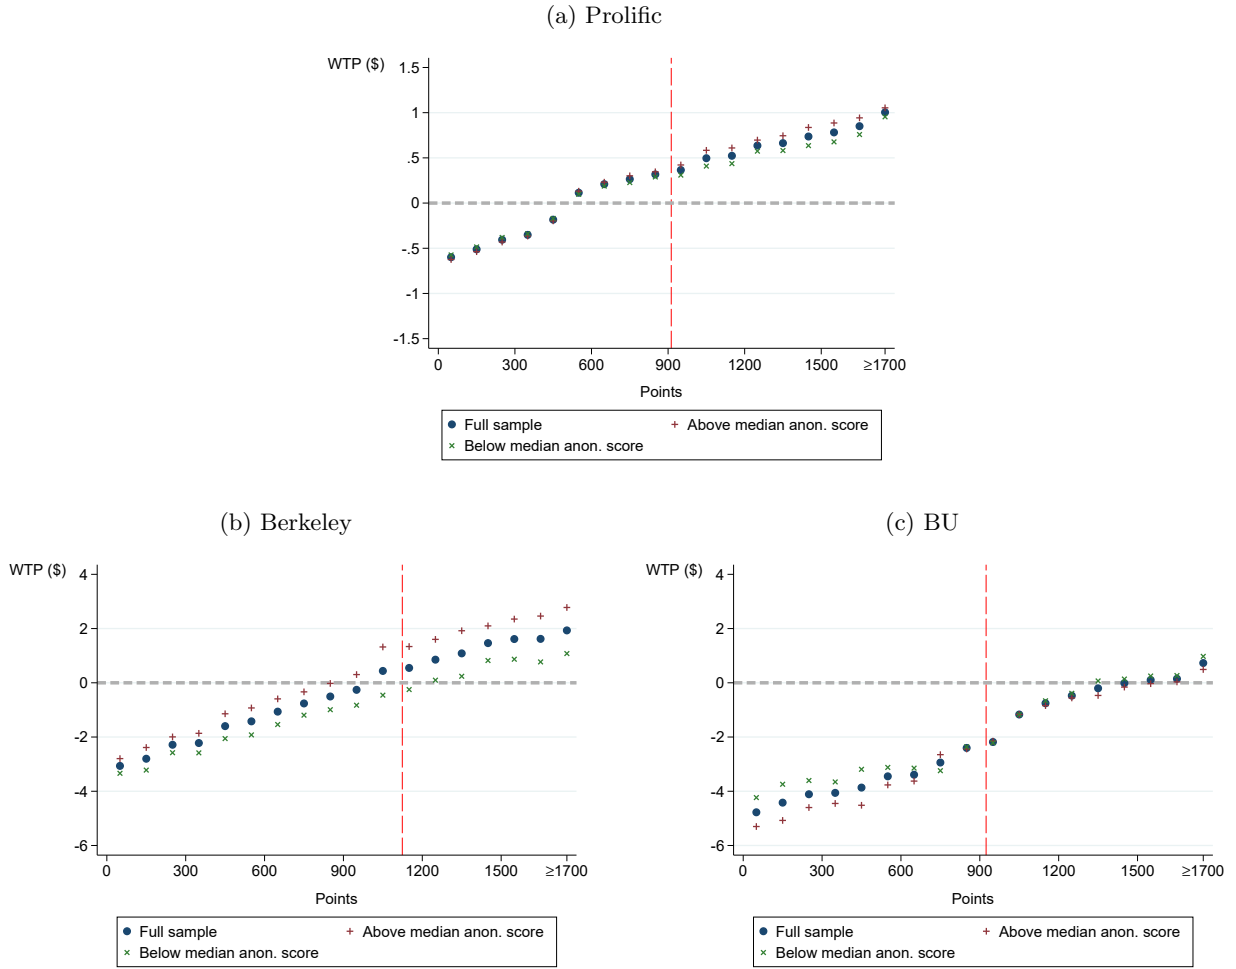 (a) Prolific
WTP ($)
1.5
1
.5
0
-.5
-1
-1.5
0 300 600 900 1200 1500 ≥1700
Points
Full sample Above median anon. score
Below median anon. score
(b) Berkeley
WTP ($)
4
2
0
-2
-4
-6
0 300 600 900 1200 1500 ≥1700
Points
Full sample Above median anon. score
Below median anon. score
(c) BU
WTP ($)
4
2
0
-2
-4
-6
0 300 600 900 1200 1500 ≥1700
Points
Full sample Above median anon. score
Below median anon. score